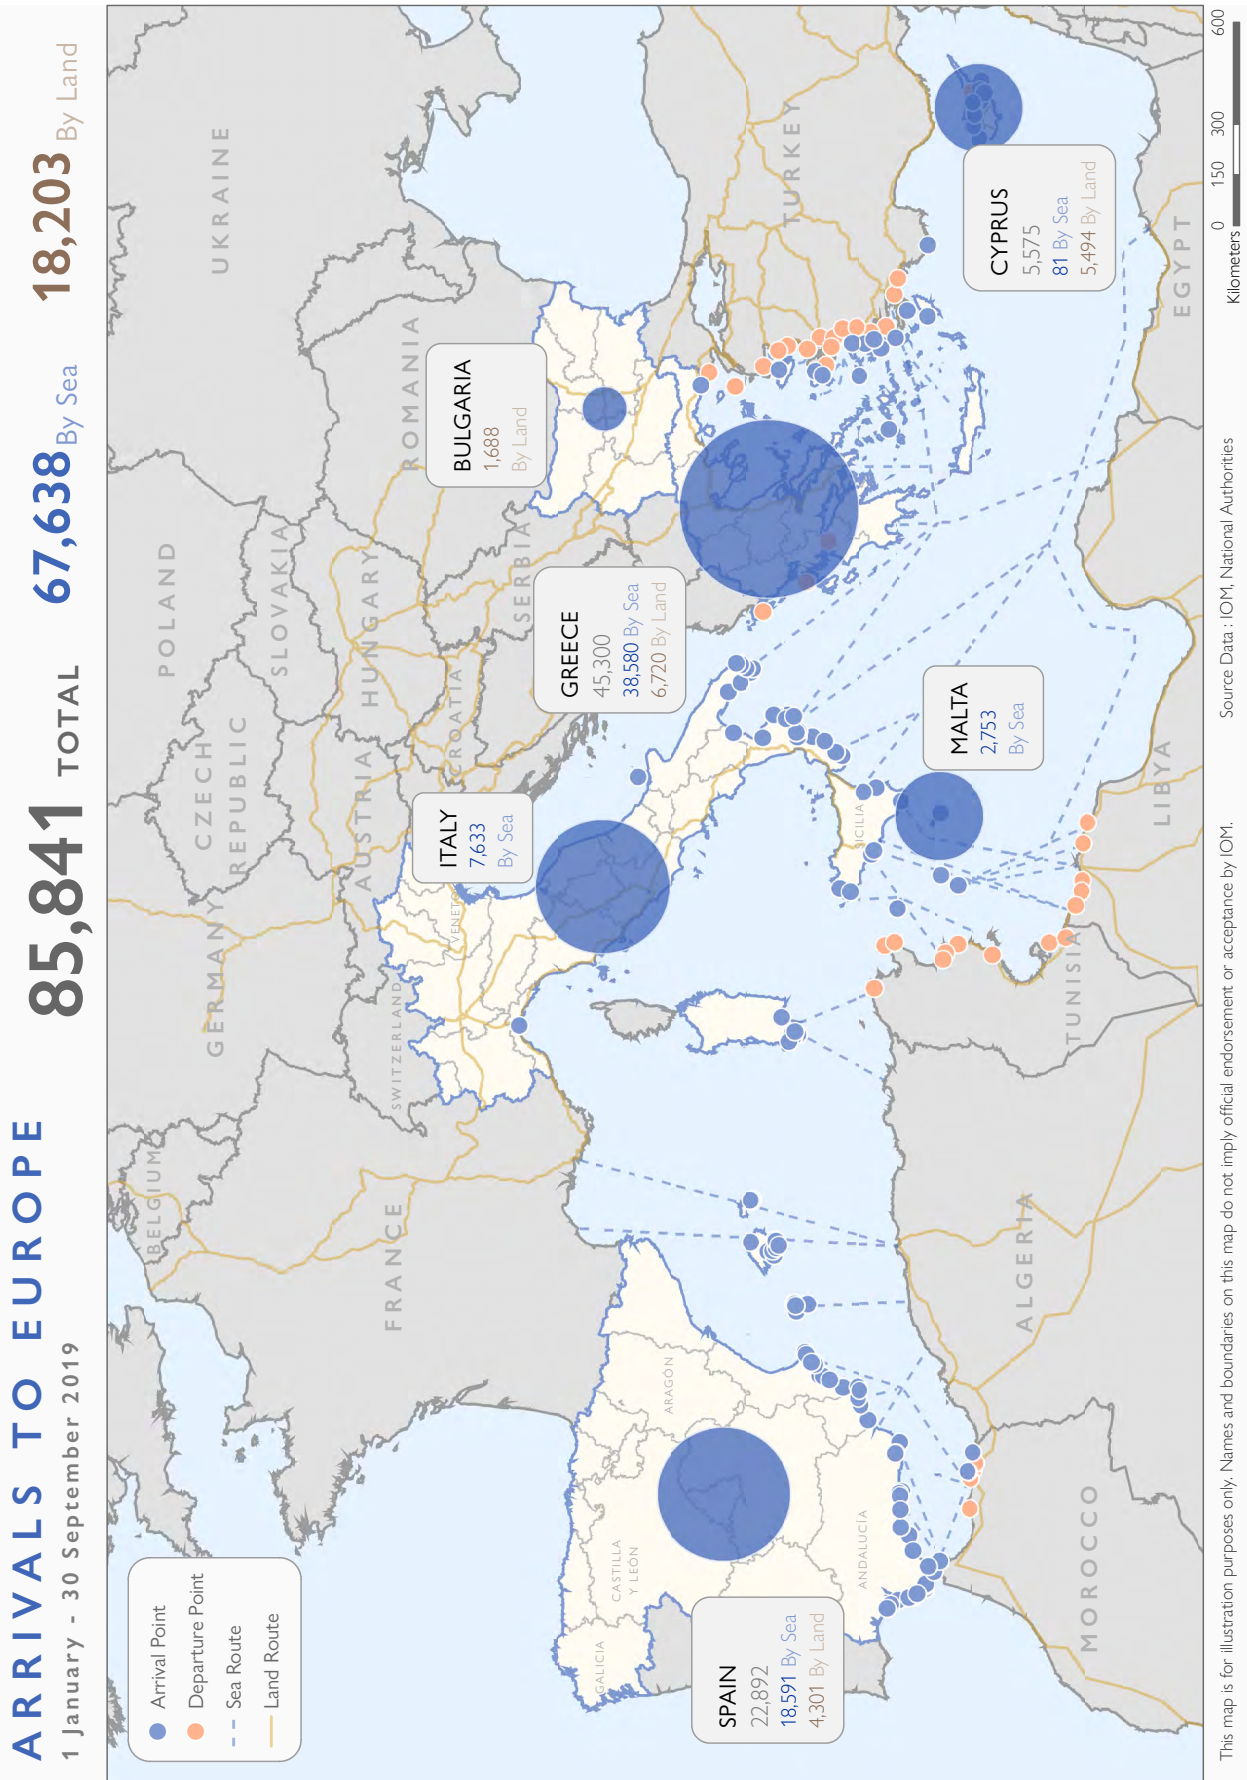 ARRIVALS TO EUROPE
1 January - 30 September 2019
85,841 TOTAL
67,638 By Sea
18,203 By Land
Arrival Point
Departure Point
Sea Route
Land Route
BELGIUM
GERMANY
CZECH
REPUBLIC
POLAND
SLOVAKIA
UKRAINE
FRANCE
SWITZERLAND
AUSTRIA
HUNGARY
ROMANIA
CROATIA
SERBIA
VENETO
ITALY
7,633
By Sea
BULGARIA
1,688
By Land
GREECE
45,300
38,580 By Sea
6,720 By Land
GALICIA
CASTILLA
Y LEÓN
ARAGÓN
ANDALUCÍA
SPAIN
22,892
18,591 By Sea
4,301 By Land
SICILIA
MALTA
2,753
By Sea
TURKEY
CYPRUS
5,575
81 By Sea
5,494 By Land
MOROCCO
ALGERIA
TUNISIA
LIBYA
EGYPT
This map is for illustration purposes only. Names and boundaries on this map do not imply official endorsement or acceptance by IOM.
Source Data : IOM, National Authorities
0 150 300 600
Kilometers